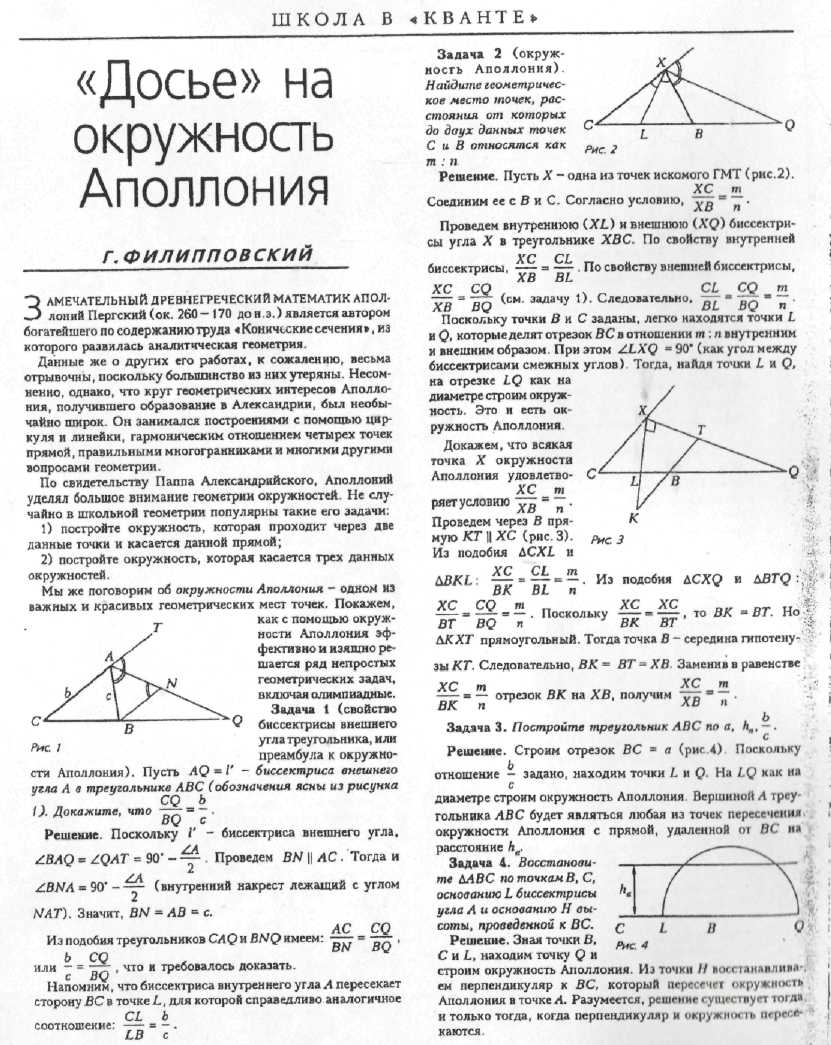 ШКОЛА В «КВАНТЕ»
«Досье» на
окружность
Аполлония
Г. ФИЛИППОВСКИЙ
ЗАМЕЧАТЕЛЬНЫЙ ДРЕВНЕГРЕЧЕСКИЙ МАТЕМАТИК АПОЛ-
лоний Пергский (ок. 260–170 до н.э.) является автором
богатейшего по содержанию труда «Конические сечения», из
которого развилась аналитическая геометрия.
Данные же о других его работах, к сожалению, весьма
отрывочны, поскольку большинство из них утеряны. Несом-
ненно, однако, что круг геометрических интересов Аполло-
ния, получившего образование в Александрии, был необы-
чайно широк. Он занимался построениями с помощью цир-
куля и линейки, гармоническим отношением четырех точек
прямой, правильными многогранниками и многими другими
вопросами геометрии.
По свидетельству Паппа Александрийского, Аполлоний
уделял большое внимание геометрии окружностей. Не слу-
чайно в школьной геометрии популярны такие его задачи:
1) постройте окружность, которая проходит через две
данные точки и касается данной прямой;
2) постройте окружность, которая касается трех данных
окружностей.
Мы же поговорим об окружности Аполлония – одном из
важных и красивых геометрических мест точек. Покажем,
как с помощью окруж-
ности Аполлония эф-
фективно и изящно ре-
шается ряд непростых
геометрических задач,
включая олимпиадные.
T
A
N
b
c
C
B
Q
Рис. 1
Задача 1 (свойство
биссектрисы внешнего
угла треугольника, или
преамбула к окружно-
сти Аполлония). Пусть AQ = l′ – биссектриса внешнего
угла A в треугольнике ABC (обозначения ясны из рисунка
1). Докажите, что CQ/BQ = b/c.
Решение. Поскольку l′ – биссектриса внешнего угла,
∠BAQ = ∠QAT = 90° – ∠A/2. Проведем BN ∥ AC. Тогда и
∠BNA = 90° – ∠A/2 (внутренний накрест лежащий с углом
NAT). Значит, BN = AB = c.
Из подобия треугольников CAQ и BNQ имеем: AC/BN = CQ/BQ,
или b/c = CQ/BQ, что и требовалось доказать.
Напомним, что биссектриса внутреннего угла A пересекает
сторону BC в точке L, для которой справедливо аналогичное
соотношение: CL/LB = b/c.
Задача 2 (окруж-
ность Аполлония).
Найдите геометричес-
кое место точек, рас-
стояния от которых
до двух данных точек
C и B относятся как
m : n.
X
C
L
B
Q
Рис. 2
Решение. Пусть X – одна из точек искомого ГМТ (рис.2).
Соединим ее с B и C. Согласно условию, XC/XB = m/n.
Проведем внутреннюю (XL) и внешнюю (XQ) биссектри-
сы угла X в треугольнике XBC. По свойству внутренней
биссектрисы, XC/XB = CL/BL. По свойству внешней биссектрисы,
XC/XB = CQ/BQ (см. задачу 1). Следовательно, CL/BL = CQ/BQ = m/n.
Поскольку точки B и C заданы, легко находятся точки L
и Q, которые делят отрезок BC в отношении m : n внутренним
и внешним образом. При этом ∠LXQ = 90° (как угол между
биссектрисами смежных углов). Тогда, найдя точки L и Q,
на отрезке LQ как на
диаметре строим окруж-
ность. Это и есть ок-
ружность Аполлония.
Докажем, что всякая
точка X окружности
Аполлония удовлетво-
ряет условию XC/XB = m/n.
Проведем через B пря-
мую KT ∥ XC (рис. 3).
Из подобия ΔCXL и
X
T
C
L
B
Q
K
Рис 3
ΔBKL: XC/BK = CL/BL = m/n. Из подобия ΔCXQ и ΔBTQ:
XC/BT = CQ/BQ = m/n. Поскольку XC/BK = XC/BT, то BK = BT. Но
ΔKXT прямоугольный. Тогда точка B – середина гипотену-
зы KT. Следовательно, BK = BT = XB. Заменив в равенстве
XC/BK = m/n отрезок BK на XB, получим XC/XB = m/n.
Задача 3. Постройте треугольник ABC по a, hₐ, b/c.
Решение. Строим отрезок BC = a (рис.4). Поскольку
отношение b/c задано, находим точки L и Q. На LQ как на
диаметре строим окружность Аполлония. Вершиной A треу-
гольника ABC будет являться любая из точек пересечения
окружности Аполлония с прямой, удаленной от BC на
расстояние hₐ.
Задача 4. Восстанови-
те ΔABC по точкам B, C,
основанию L биссектрисы
угла A и основанию H вы-
соты, проведенной к BC.
Решение. Зная точки B,
C и L, находим точку Q и
hₐ
C
L
B
Q
Рис. 4
строим окружность Аполлония. Из точки H восстанавлива-
ем перпендикуляр к BC, который пересечет окружность
Аполлония в точке A. Разумеется, решение существует тогда
и только тогда, когда перпендикуляр и окружность пересе-
каются.